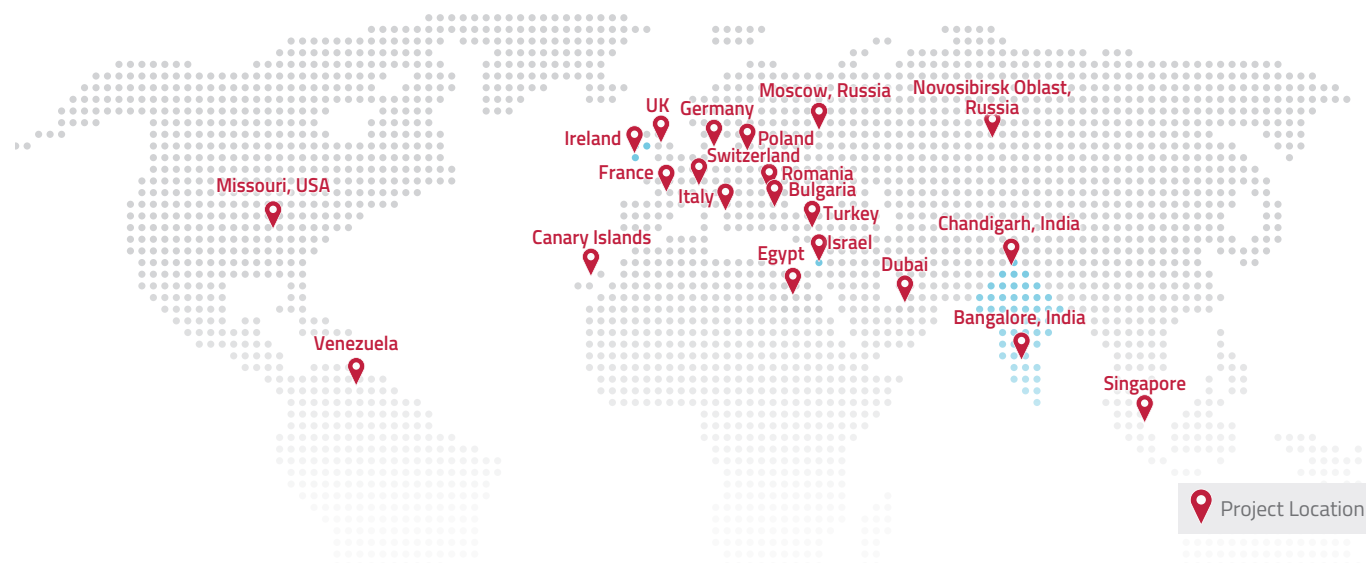 Moscow, Russia
Novosibirsk Oblast,
Russia
UK
Germany
Ireland
Poland
Switzerland
France
Romania
Missouri, USA
Bulgaria
Italy
Turkey
Chandigarh, India
Canary Islands
Israel
Egypt
Dubai
Bangalore, India
Venezuela
Singapore
Project Location